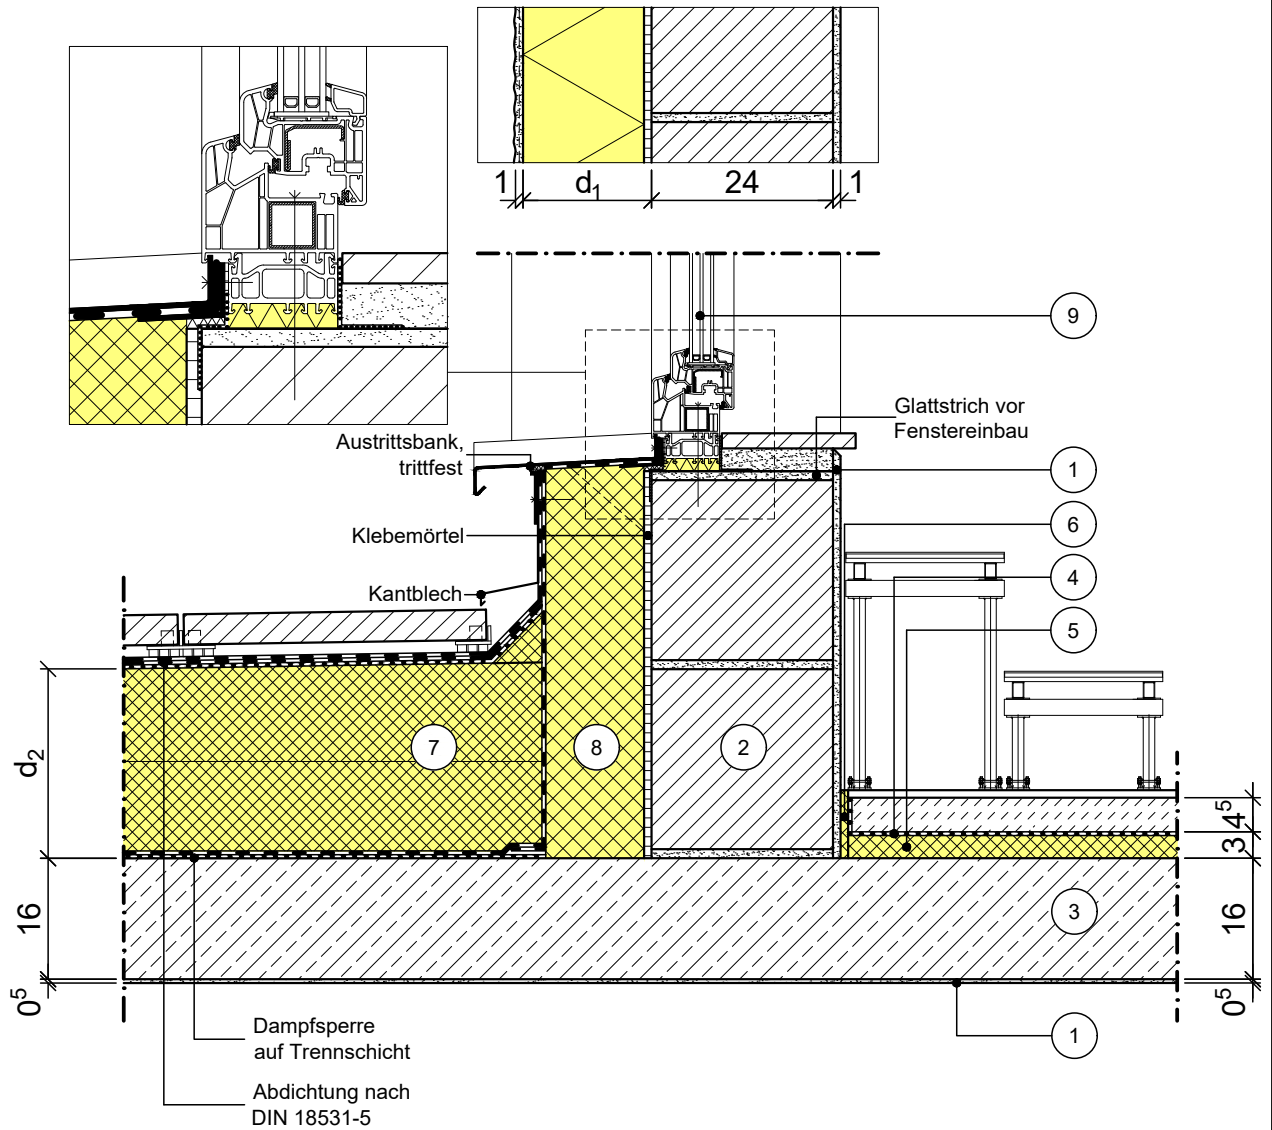 1
d1
24
1
9
Glattstrich vor
Fenstereinbau
Austrittsbank,
trittfest
1
Klebemörtel
6
4
Kantblech
5
7
8
2
d2
4⁵
3
16
3
16
0⁵
0⁵
1
Dampfsperre
auf Trennschicht
Abdichtung nach
DIN 18531-5